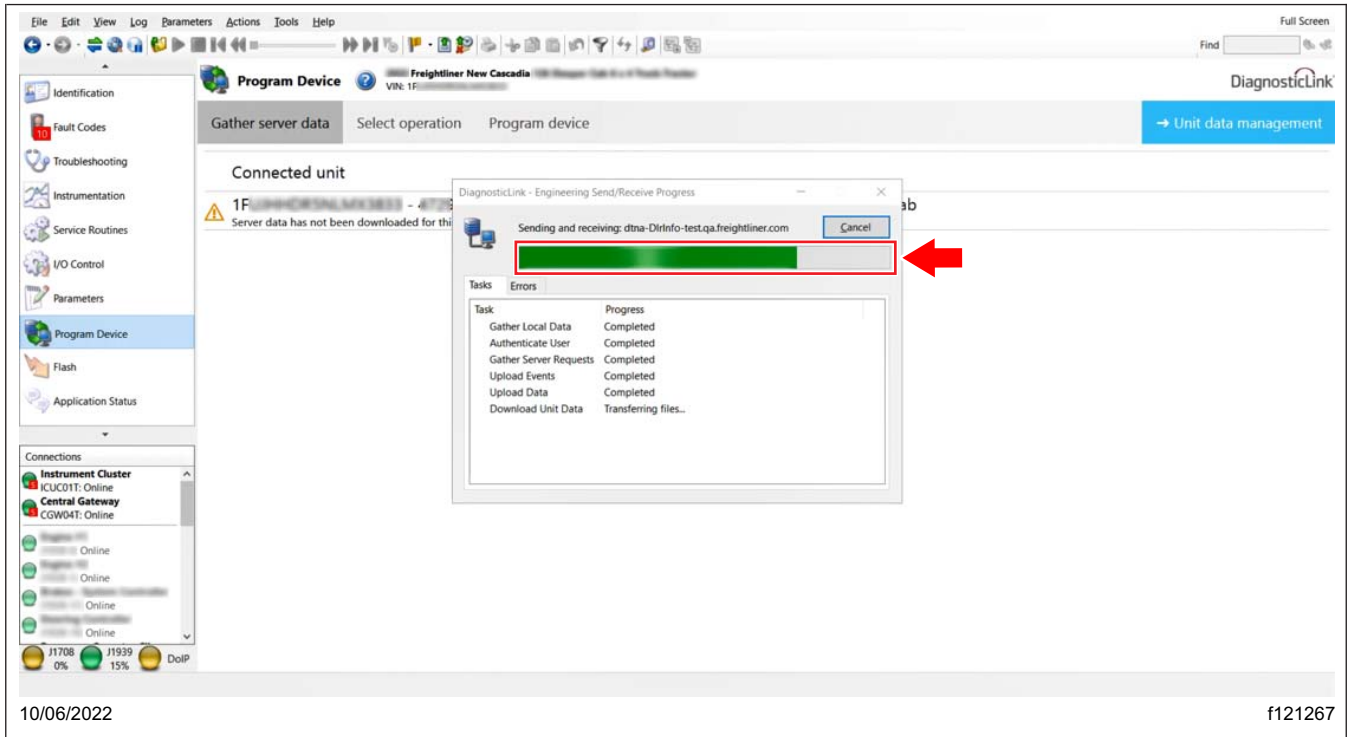 File Edit View Log Parameters Actions Tools Help Full Screen
Find
Identification
Program Device
Freightliner New Cascadia
VIN: 1F
DiagnosticLink
10
Fault Codes
Gather server data Select operation Program device → Unit data management
Troubleshooting
Connected unit
Instrumentation
DiagnosticLink - Engineering Send/Receive Progress
1F
ab
Server data has not been downloaded for thi
Sending and receiving: dtna-DlrInfo-test.qa.freightliner.com Cancel
Service Routines
I/O Control
Tasks Errors
Parameters
Task Progress
Gather Local Data Completed
Program Device
Authenticate User Completed
Gather Server Requests Completed
Flash
Upload Events Completed
Upload Data Completed
Application Status
Download Unit Data Transferring files...
Connections
Instrument Cluster
ICUC01T: Online
Central Gateway
CGW04T: Online
Online
Online
Online
Online
J1708 0% J1939 15% DoIP
10/06/2022 f121267